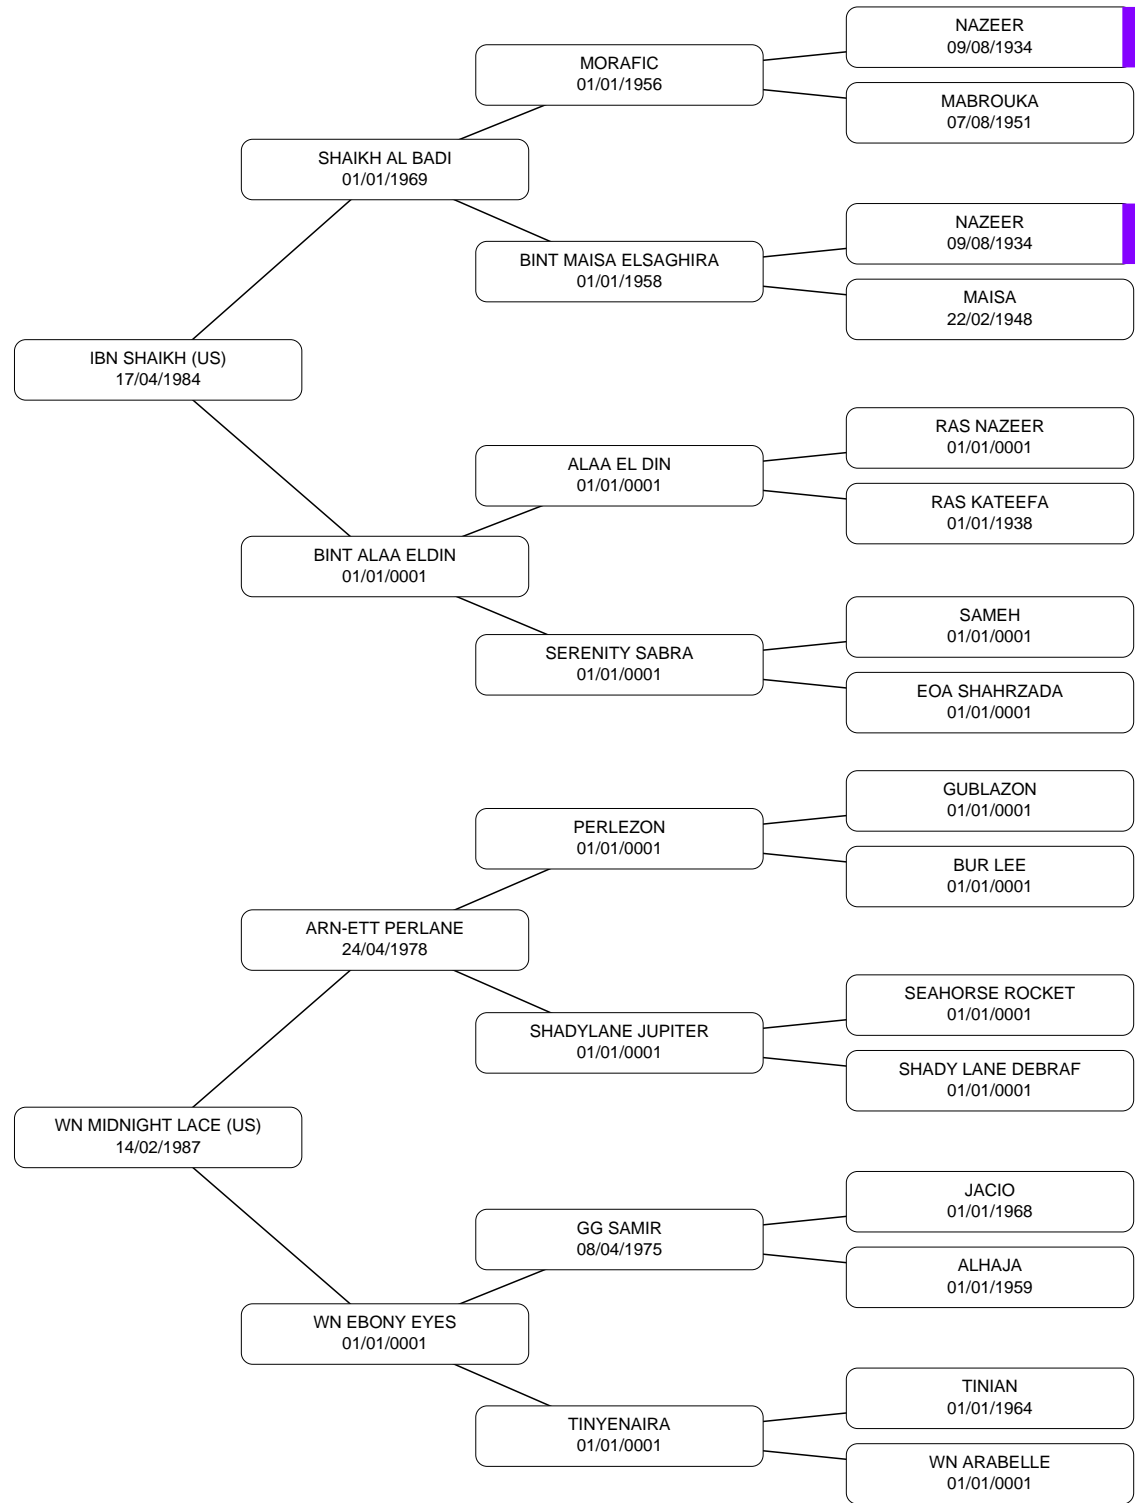 NAZEER
09/08/1934
MORAFIC
01/01/1956
MABROUKA
07/08/1951
SHAIKH AL BADI
01/01/1969
NAZEER
09/08/1934
BINT MAISA ELSAGHIRA
01/01/1958
MAISA
22/02/1948
IBN SHAIKH (US)
17/04/1984
RAS NAZEER
01/01/0001
ALAA EL DIN
01/01/0001
RAS KATEEFA
01/01/1938
BINT ALAA ELDIN
01/01/0001
SAMEH
01/01/0001
SERENITY SABRA
01/01/0001
EOA SHAHRZADA
01/01/0001
GUBLAZON
01/01/0001
PERLEZON
01/01/0001
BUR LEE
01/01/0001
ARN-ETT PERLANE
24/04/1978
SEAHORSE ROCKET
01/01/0001
SHADYLANE JUPITER
01/01/0001
SHADY LANE DEBRAF
01/01/0001
WN MIDNIGHT LACE (US)
14/02/1987
JACIO
01/01/1968
GG SAMIR
08/04/1975
ALHAJA
01/01/1959
WN EBONY EYES
01/01/0001
TINIAN
01/01/1964
TINYENAIRA
01/01/0001
WN ARABELLE
01/01/0001